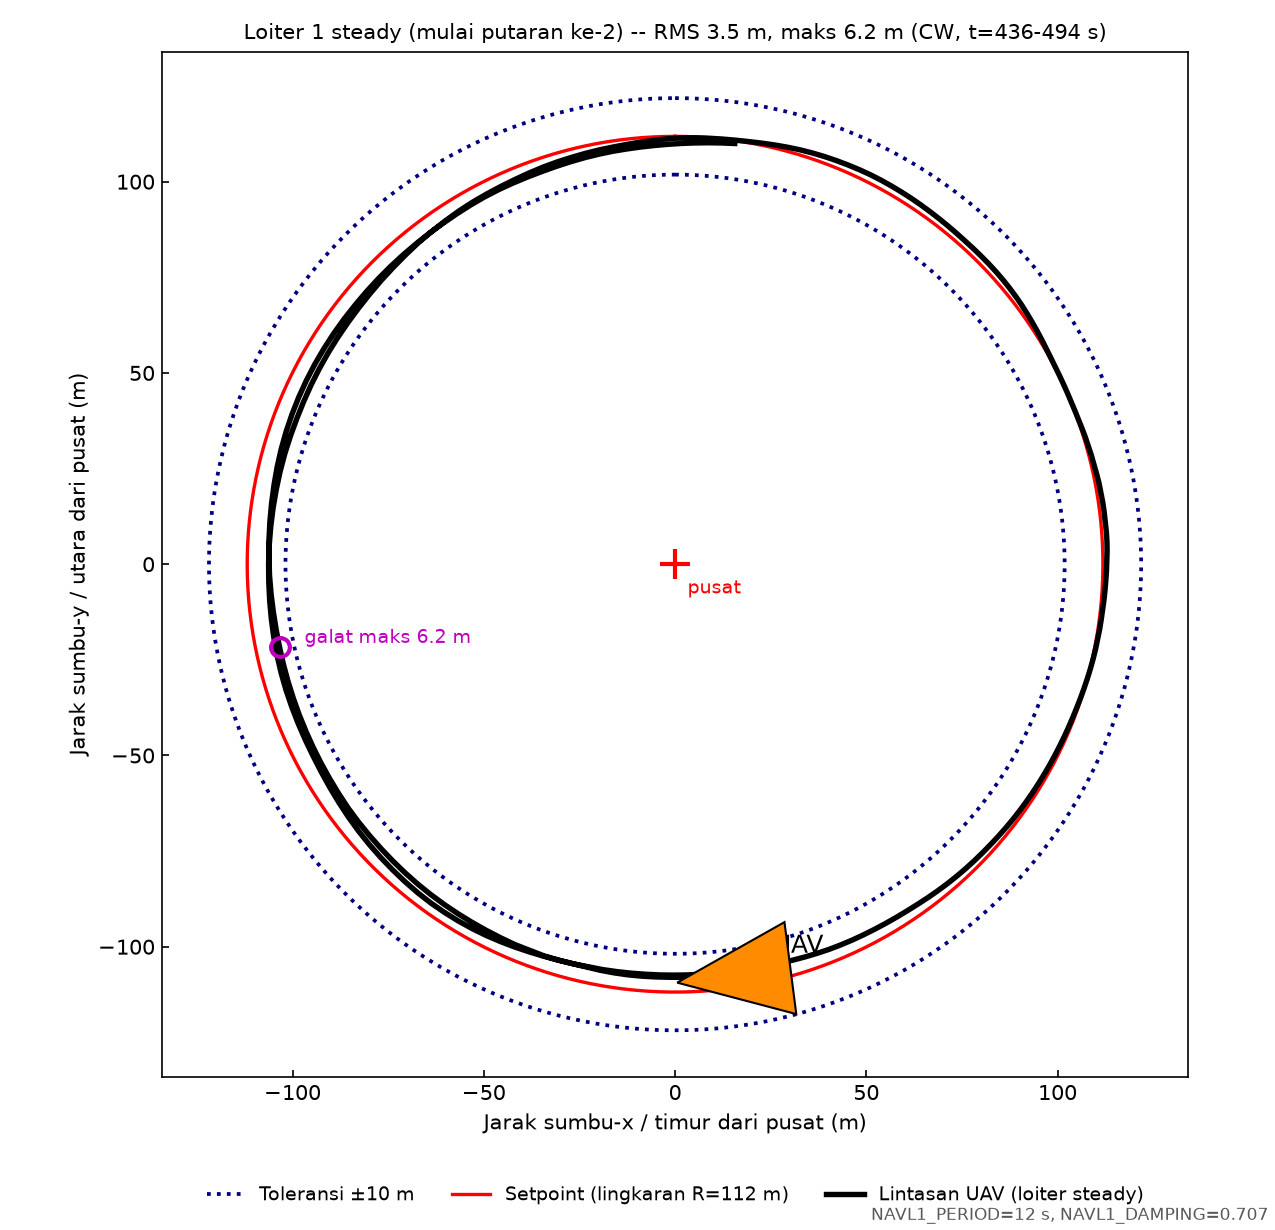 Loiter 1 steady (mulai putaran ke-2) -- RMS 3.5 m, maks 6.2 m (CW, t=436-494 s)
Jarak sumbu-y / utara dari pusat (m)
100
50
0
−50
−100
pusat
galat maks 6.2 m
AV
−100
−50
0
50
100
Jarak sumbu-x / timur dari pusat (m)
Toleransi ±10 m
Setpoint (lingkaran R=112 m)
Lintasan UAV (loiter steady)
NAVL1_PERIOD=12 s, NAVL1_DAMPING=0.707